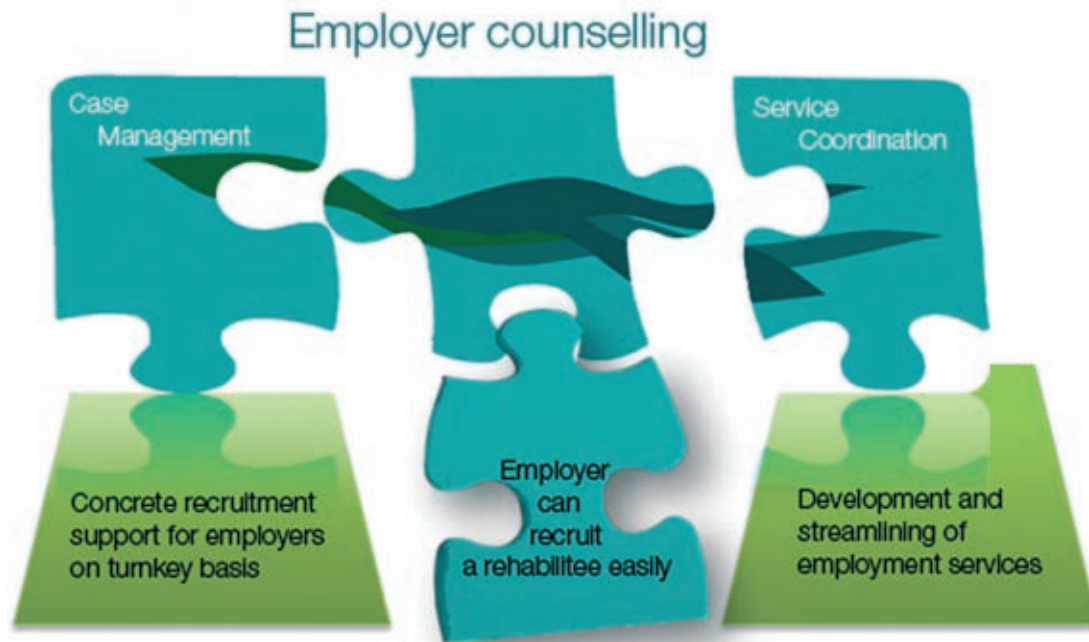 Employer counselling
Case
Management
Service
Coordination
Concrete recruitment
support for employers
on turnkey basis
Employer
can
recruit
a rehabilitee easily
Development and
streamlining of
employment services